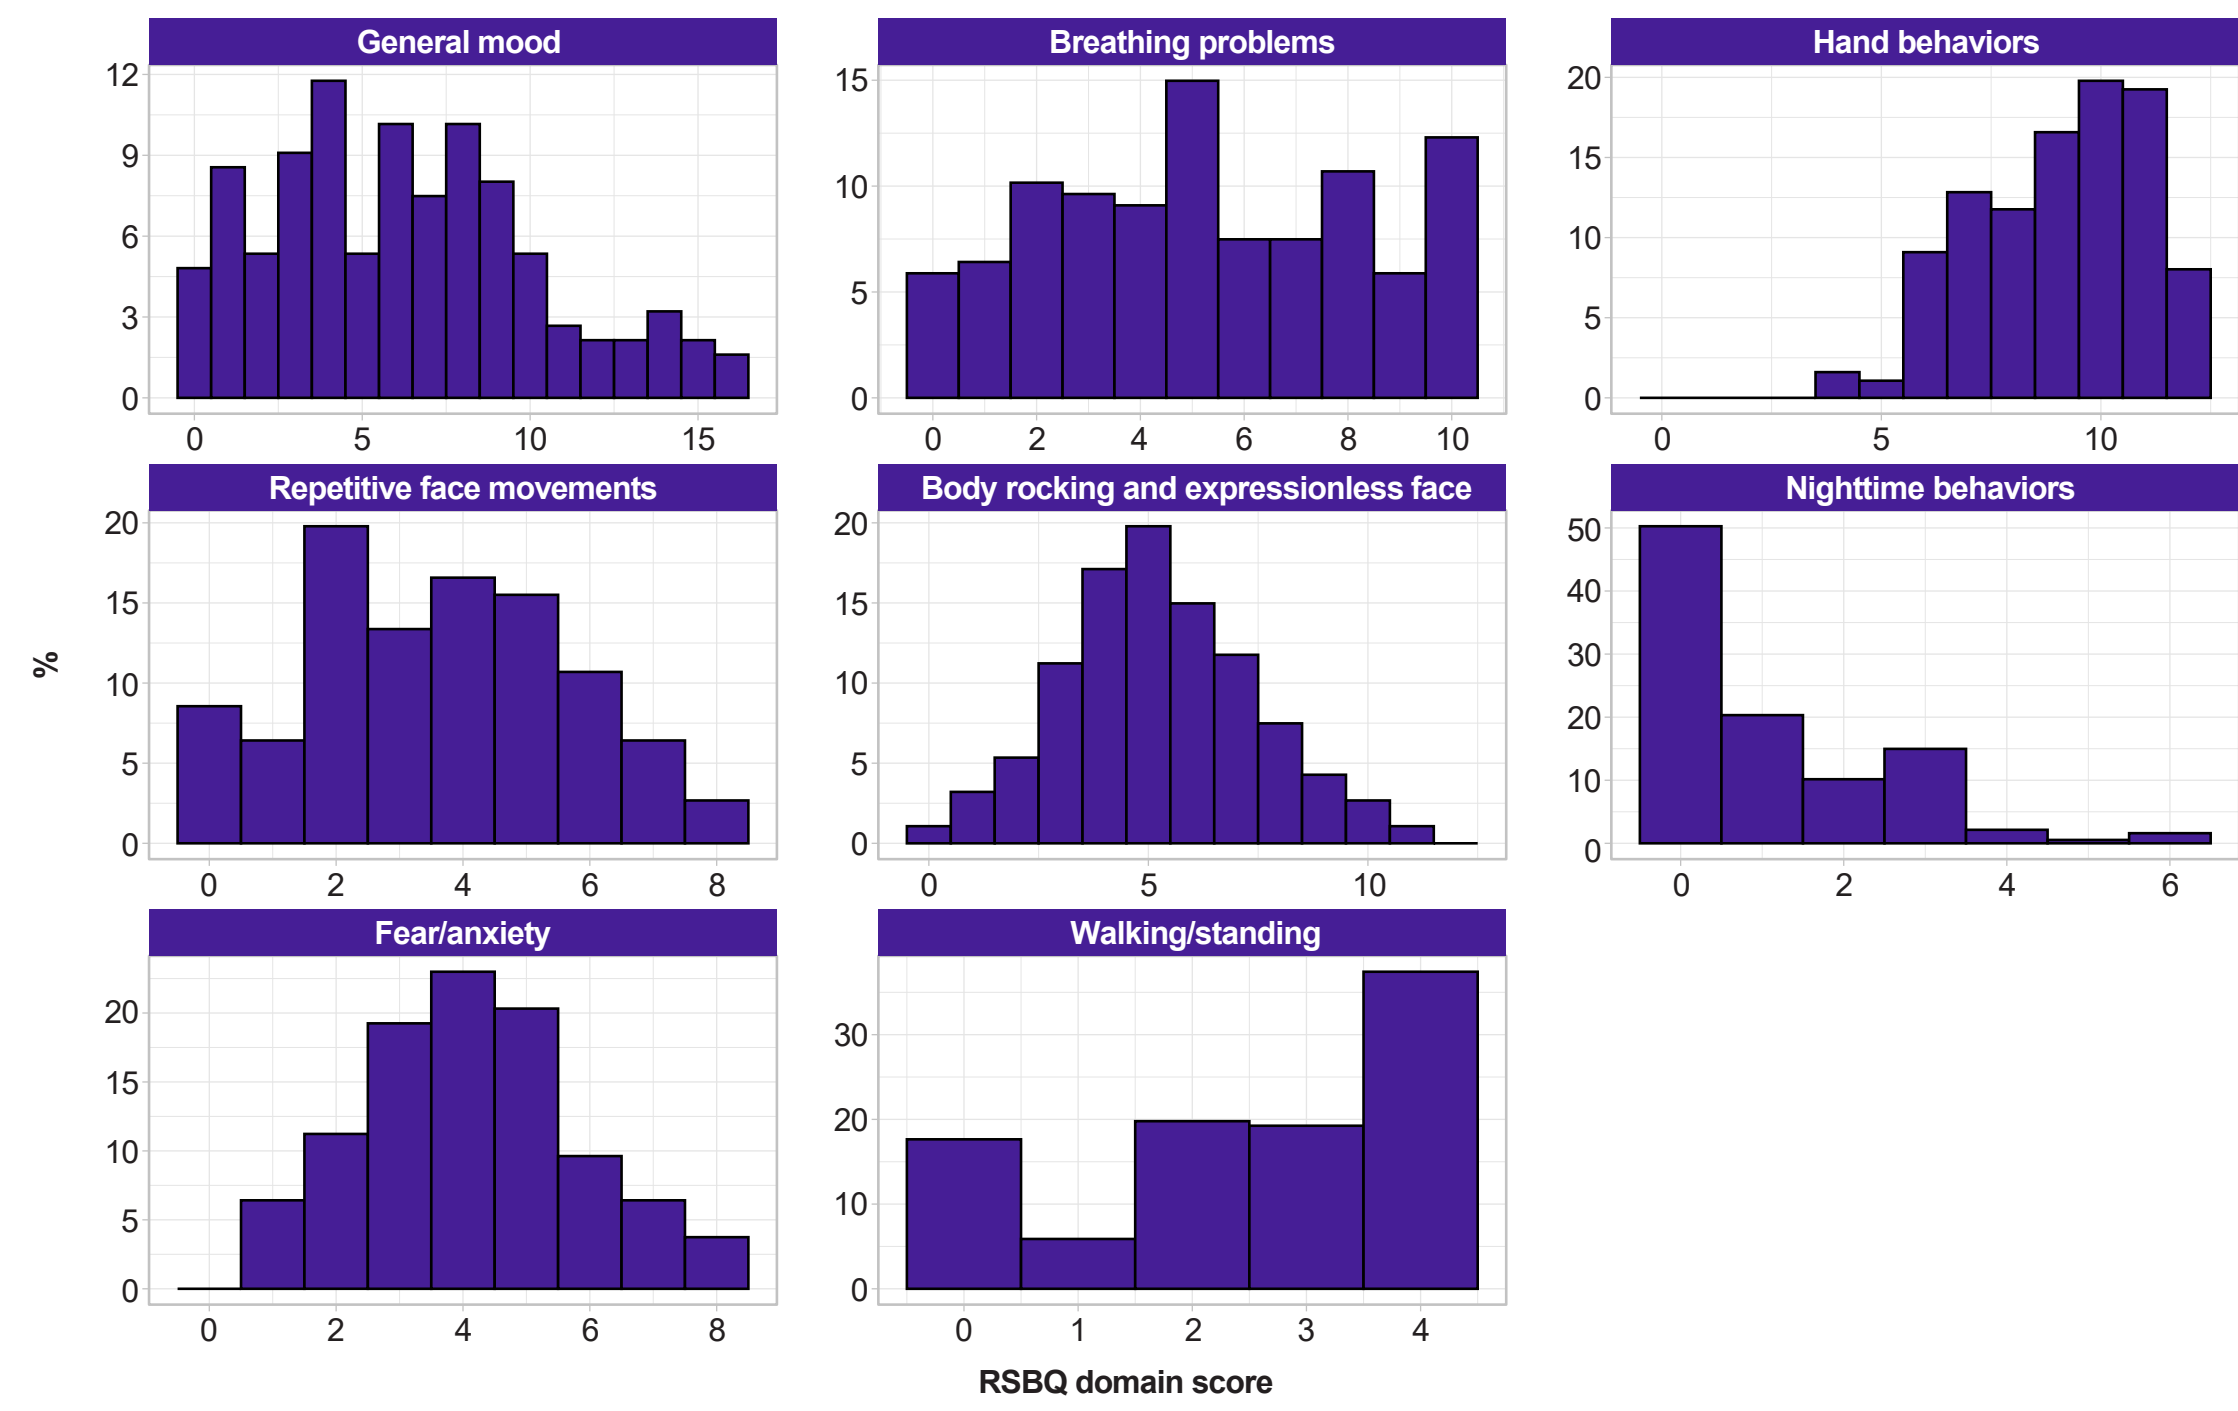 General mood
Breathing problems
Hand behaviors
12
9
6
3
0
0 5 10 15
15
10
5
0
0 2 4 6 8 10
20
15
10
5
0
0 5 10
Repetitive face movements
Body rocking and expressionless face
Nighttime behaviors
%
20
15
10
5
0
0 2 4 6 8
20
15
10
5
0
0 5 10
50
40
30
20
10
0
0 2 4 6
Fear/anxiety
Walking/standing
20
15
10
5
0
0 2 4 6 8
30
20
10
0
0 1 2 3 4
RSBQ domain score